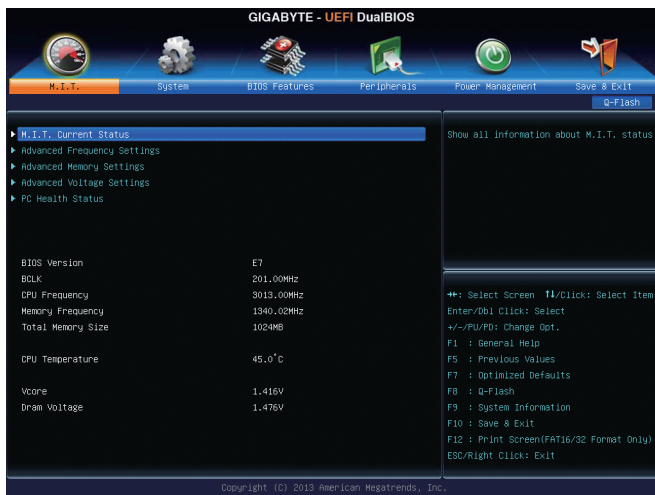 GIGABYTE - UEFI DualBIOS
M.I.T. System BIOS Features Peripherals Power Management Save & Exit
Q-Flash
M.I.T. Current Status
Advanced Frequency Settings
Advanced Memory Settings
Advanced Voltage Settings
PC Health Status
BIOS Version E7
BCLK 201.00MHz
CPU Frequency 3013.00MHz
Memory Frequency 1340.02MHz
Total Memory Size 1024MB
CPU Temperature 45.0°C
Vcore 1.416V
Dram Voltage 1.476V
Show all information about M.I.T. status
→←: Select Screen ↑↓/Click: Select Item
Enter/Dbl Click: Select
+/-/PU/PD: Change Opt.
F1 : General Help
F5 : Previous Values
F7 : Optimized Defaults
F8 : Q-Flash
F9 : System Information
F10 : Save & Exit
F12 : Print Screen(FAT16/32 Format Only)
ESC/Right Click: Exit
Copyright (C) 2013 American Megatrends, Inc.